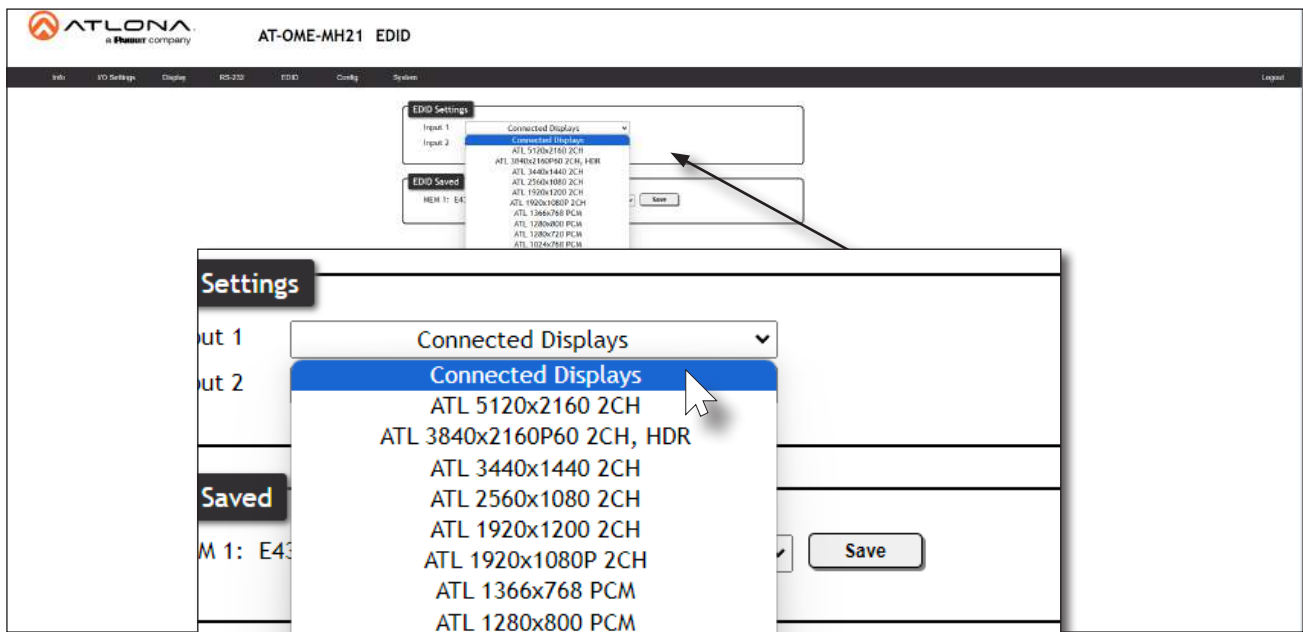 ATLONA
a PANDUIT company
AT-OME-MH21 EDID
Info I/O Settings Display RS-232 EDID Config System Logout
EDID Settings
Input 1 Connected Displays
Input 2 Connected Displays
ATL 5120x2160 2CH
ATL 3840x2160P60 2CH, HDR
ATL 3440x1440 2CH
ATL 2560x1080 2CH
EDID Saved
ATL 1920x1200 2CH
MEM 1: E43 ATL 1920x1080P 2CH Save
ATL 1366x768 PCM
ATL 1280x800 PCM
ATL 1280x720 PCM
ATL 1024x768 PCM
Settings
out 1 Connected Displays
out 2 Connected Displays
ATL 5120x2160 2CH
ATL 3840x2160P60 2CH, HDR
ATL 3440x1440 2CH
Saved
ATL 2560x1080 2CH
ATL 1920x1200 2CH
M 1: E43 ATL 1920x1080P 2CH Save
ATL 1366x768 PCM
ATL 1280x800 PCM